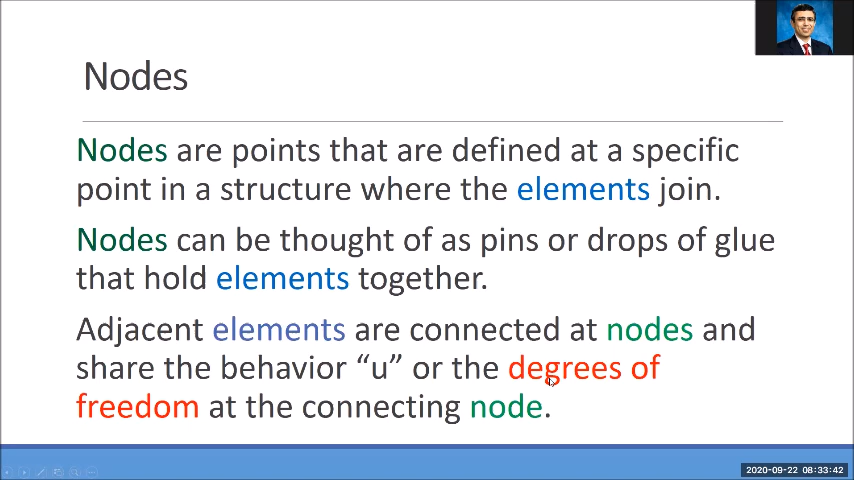 Nodes
Nodes are points that are defined at a specific
point in a structure where the elements join.
Nodes can be thought of as pins or drops of glue
that hold elements together.
Adjacent elements are connected at nodes and
share the behavior “u” or the degrees of
freedom at the connecting node.
2020-09-22 08:33:42